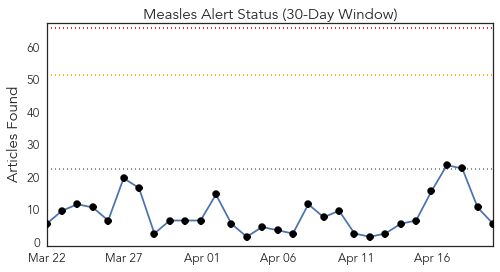 Measles Alert Status (30-Day Window)
Articles Found
60
50
40
30
20
10
0
Mar 22
Mar 27
Apr 01
Apr 06
Apr 11
Apr 16